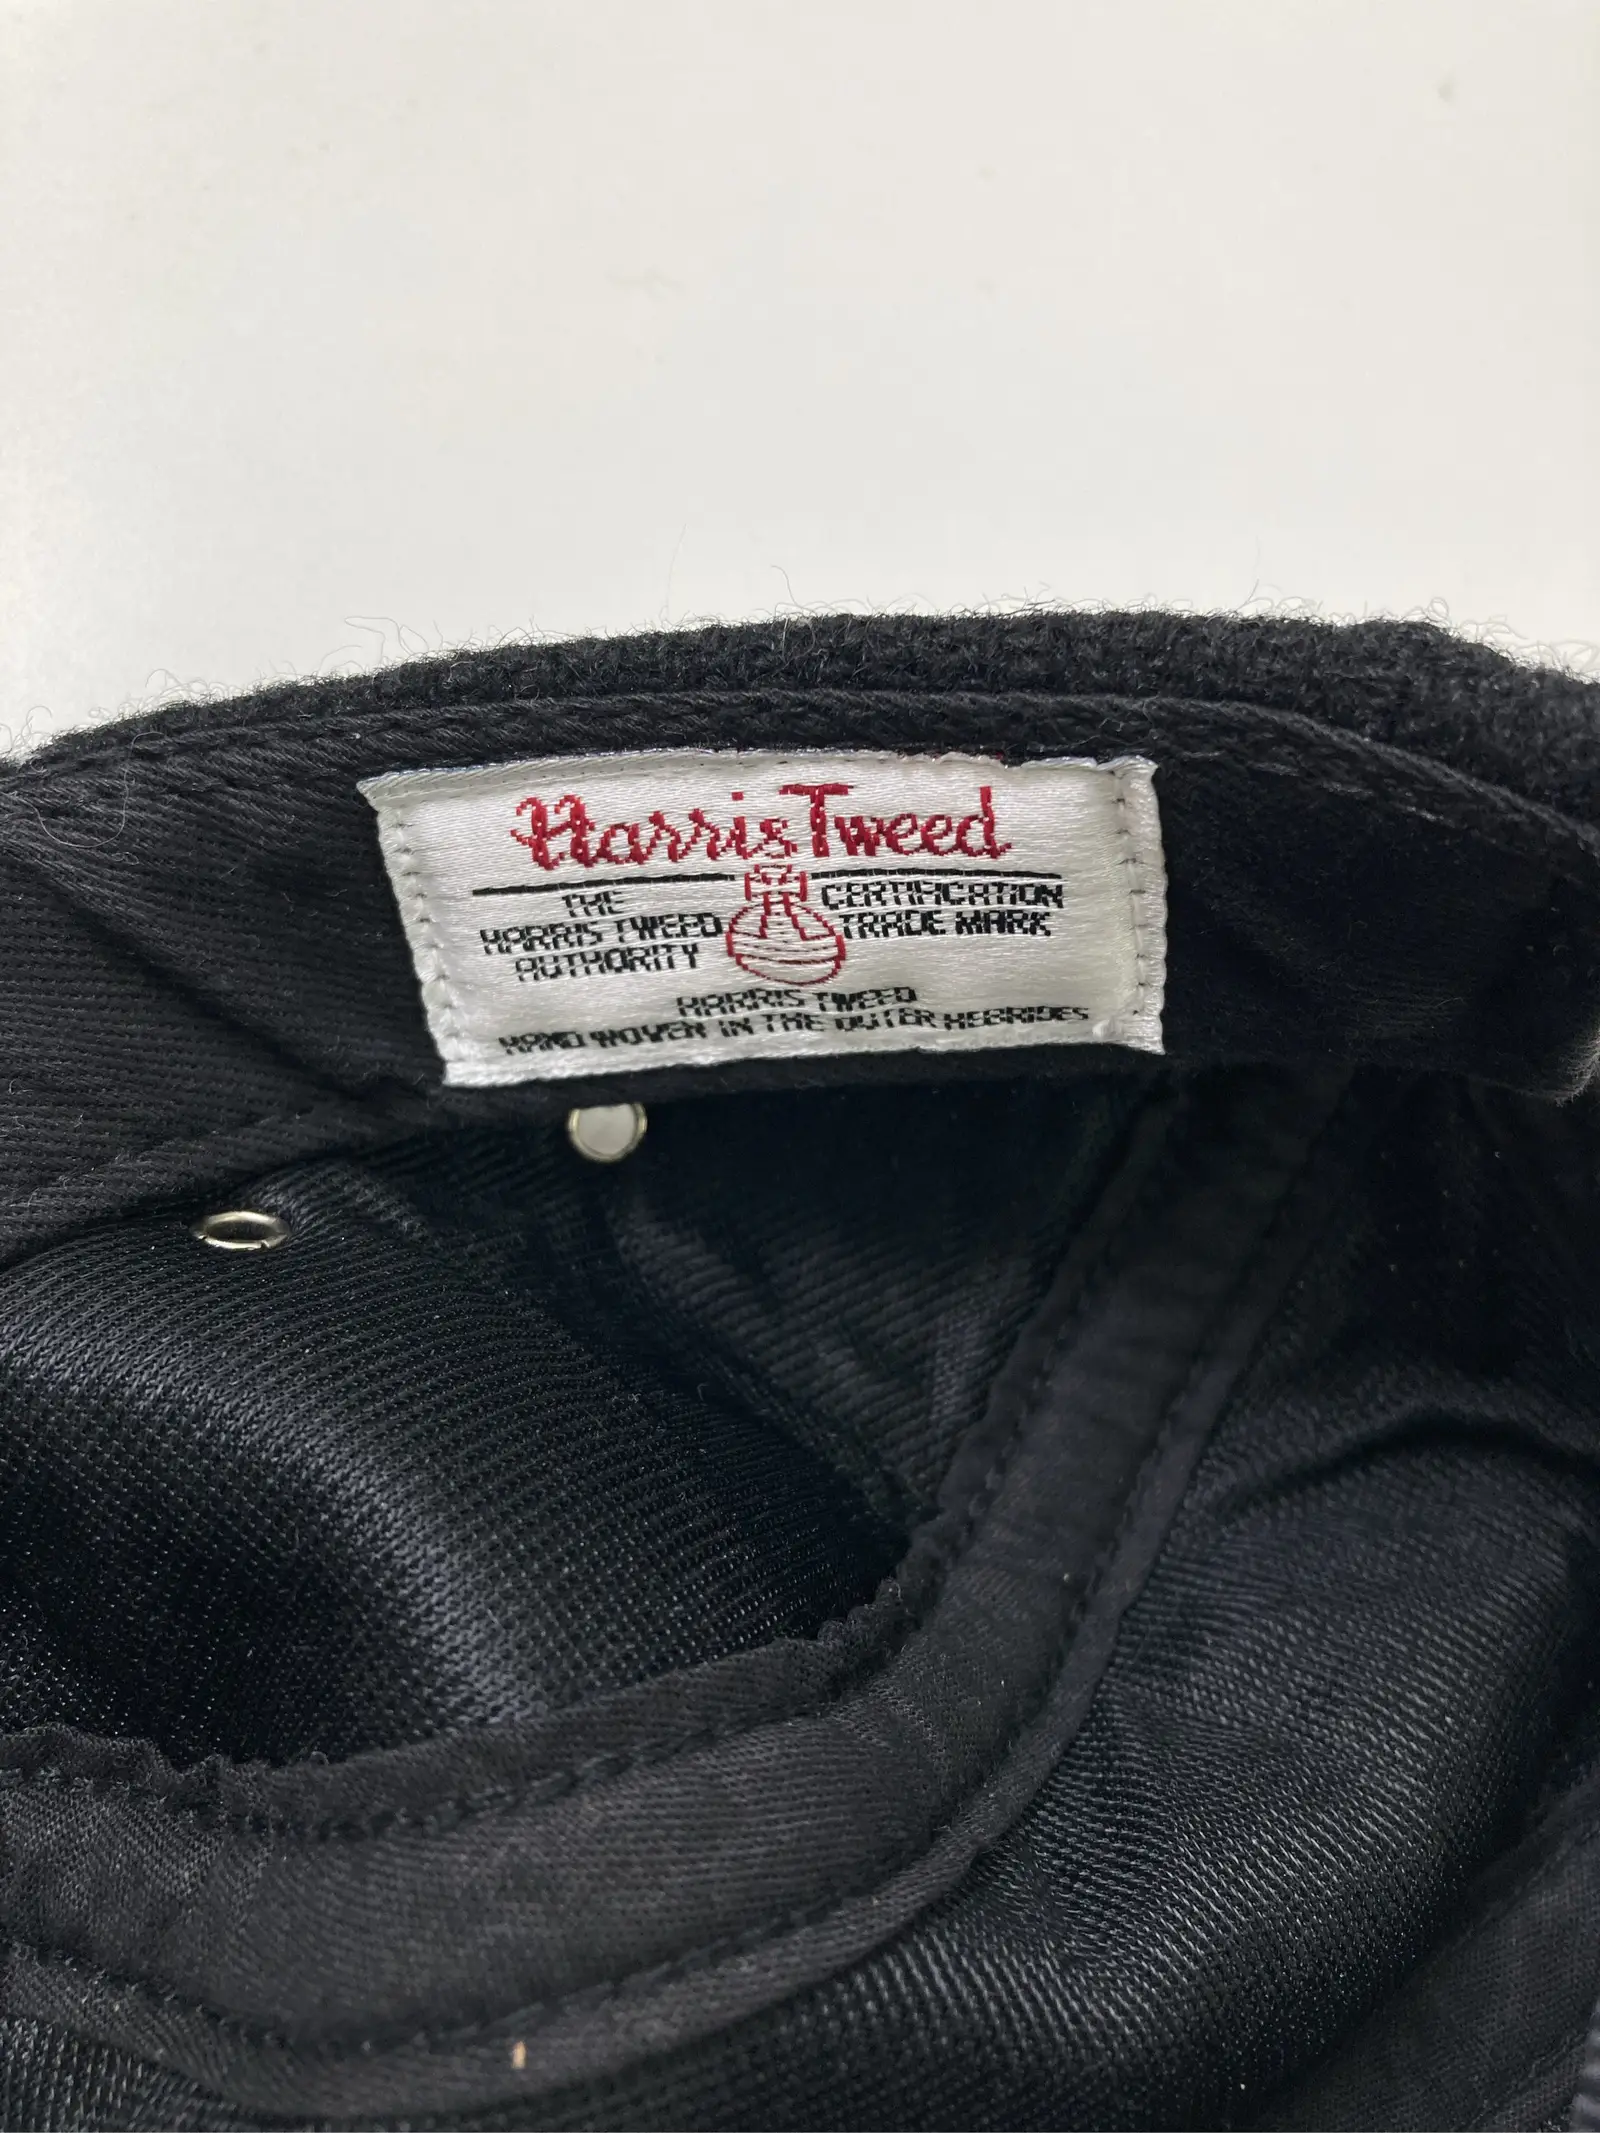 Harris Tweed
THE
HARRIS TWEED
AUTHORITY
CERTIFICATION
TRADE MARK
HARRIS TWEED
HAND WOVEN IN THE OUTER HEBRIDES